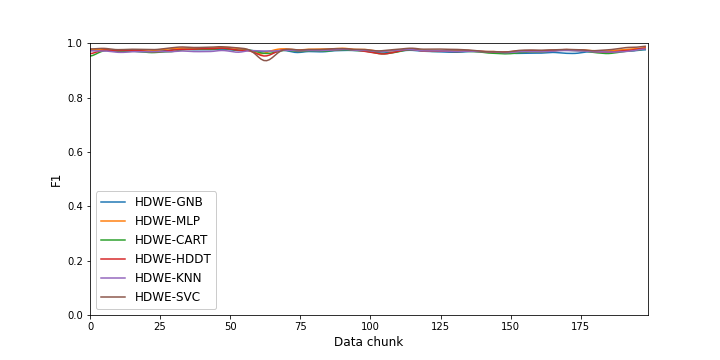 1.0
0.8
0.6
0.4
0.2
0.0
F1
HDWE-GNB
HDWE-MLP
HDWE-CART
HDWE-HDDT
HDWE-KNN
HDWE-SVC
0 25 50 75 100 125 150 175
Data chunk